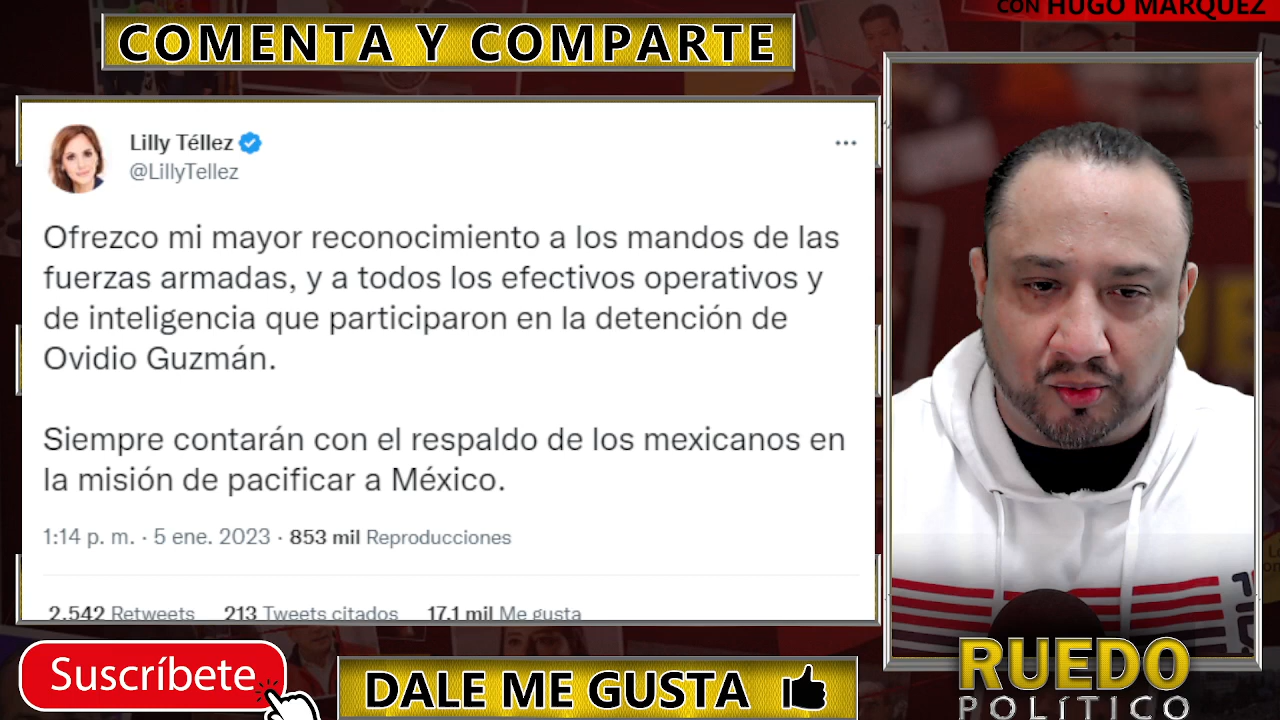 CON HUGO MÁRQUEZ
COMENTA Y COMPARTE
Lilly Téllez
@LillyTellez
Ofrezco mi mayor reconocimiento a los mandos de las
fuerzas armadas, y a todos los efectivos operativos y
de inteligencia que participaron en la detención de
Ovidio Guzmán.
Siempre contarán con el respaldo de los mexicanos en
la misión de pacificar a México.
1:14 p. m. · 5 ene. 2023 · 853 mil Reproducciones
2,542 Retweets 213 Tweets citados 17.1 mil Me gusta
Suscríbete
DALE ME GUSTA
RUEDO
POLÍTICO